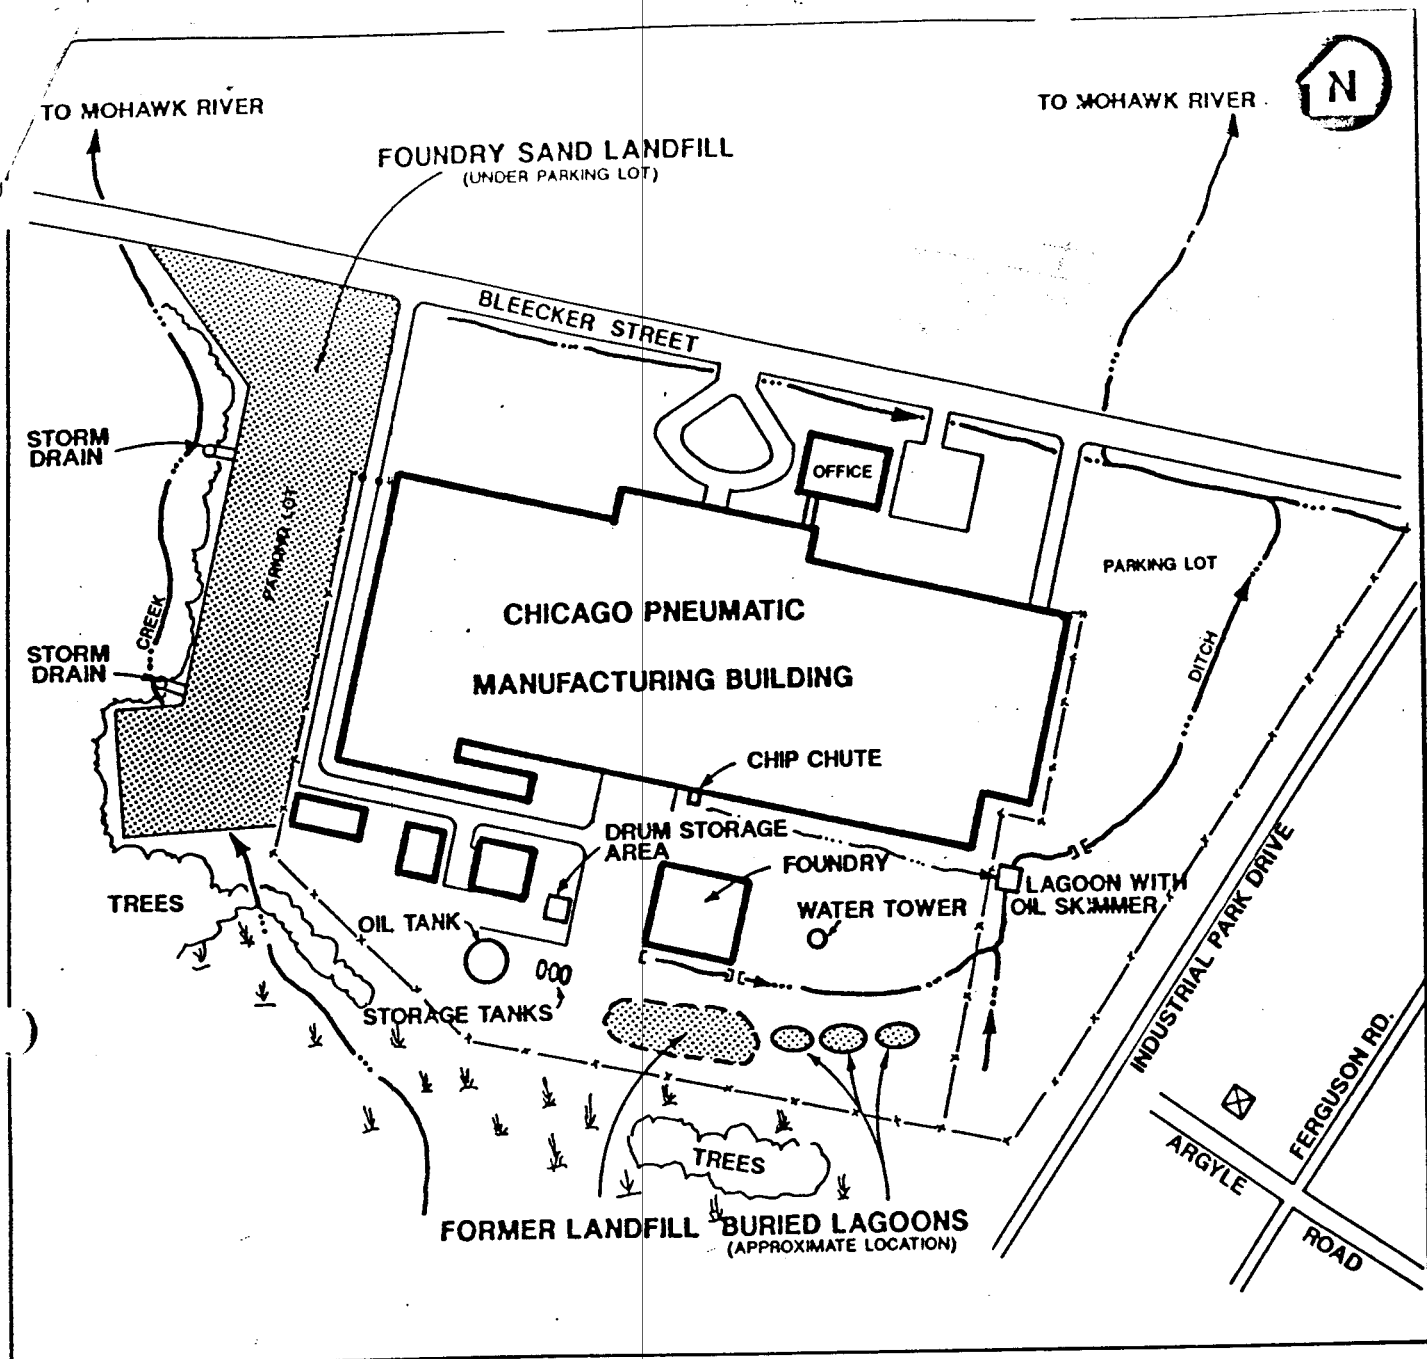 N
TO MOHAWK RIVER
TO MOHAWK RIVER
FOUNDRY SAND LANDFILL
(UNDER PARKING LOT)
BLEECKER STREET
STORM
DRAIN
OFFICE
PARKING LOT
PARKING LOT
CHICAGO PNEUMATIC
MANUFACTURING BUILDING
CREEK
STORM
DRAIN
DITCH
CHIP CHUTE
DRUM STORAGE
AREA
FOUNDRY
LAGOON WITH
OIL SKIMMER
WATER TOWER
TREES
OIL TANK
STORAGE TANKS
INDUSTRIAL PARK DRIVE
FERGUSON RD.
ARGYLE
ROAD
TREES
FORMER LANDFILL
BURIED LAGOONS
(APPROXIMATE LOCATION)